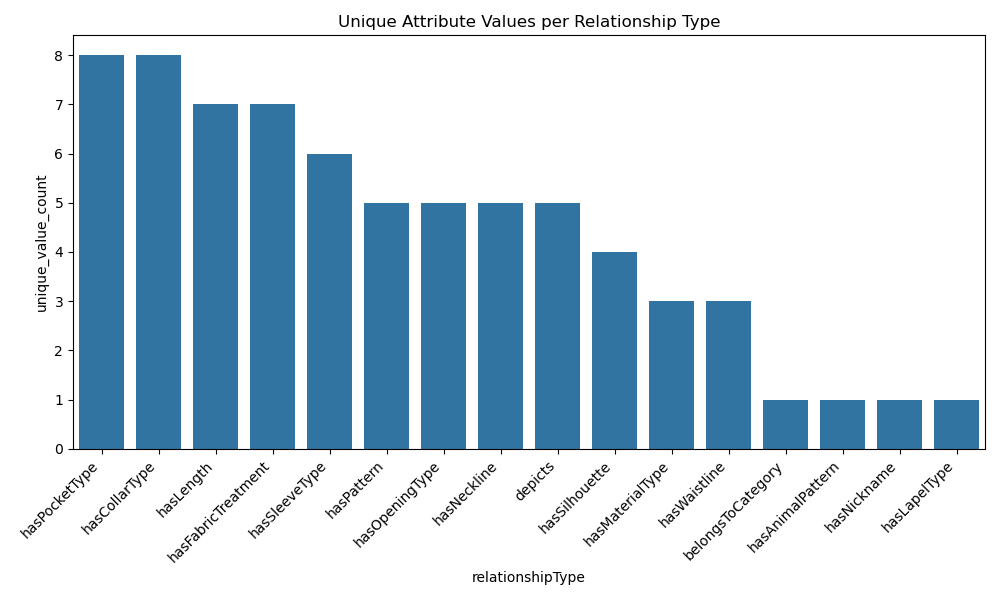 Unique Attribute Values per Relationship Type
unique_value_count
8
7
6
5
4
3
2
1
0
hasPocketType
hasCollarType
hasLength
hasFabricTreatment
hasSleeveType
hasPattern
hasOpeningType
hasNeckline
depicts
hasSilhouette
hasMaterialType
hasWaistline
belongsToCategory
hasAnimalPattern
hasNickname
hasLapelType
relationshipType